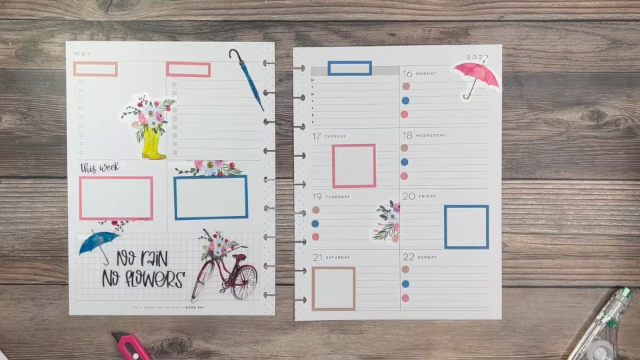 MAY
this week
NO RAIN
NO FLOWERS
2022
16 MONDAY
17 TUESDAY
18 WEDNESDAY
19 THURSDAY
20 FRIDAY
21 SATURDAY
22 SUNDAY